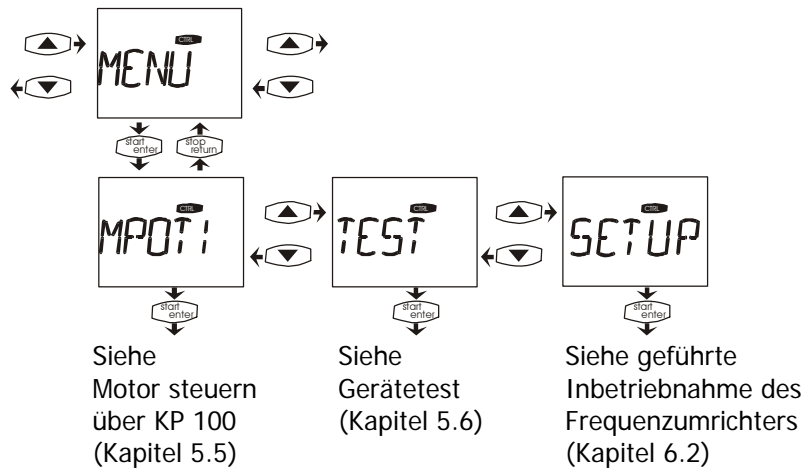 CTRL
MENU
start enter
stop return
CTRL
MPOTI
CTRL
TEST
CTRL
SETUP
start enter
start enter
start enter
Siehe
Motor steuern
über KP 100
(Kapitel 5.5)
Siehe
Gerätetest
(Kapitel 5.6)
Siehe geführte
Inbetriebnahme des
Frequenzumrichters
(Kapitel 6.2)